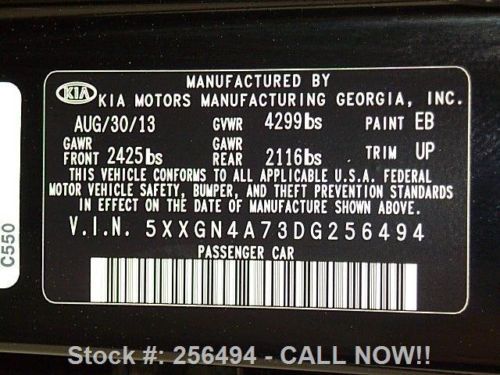 MANUFACTURED BY
KIA KIA MOTORS MANUFACTURING GEORGIA, INC.
AUG/30/13 GVWR 4299lbs PAINT EB
GAWR FRONT 2425lbs GAWR REAR 2116lbs TRIM UP
THIS VEHICLE CONFORMS TO ALL APPLICABLE U.S.A. FEDERAL
MOTOR VEHICLE SAFETY, BUMPER, AND THEFT PREVENTION STANDARDS
IN EFFECT ON THE DATE OF MANUFACTURE SHOWN ABOVE.
V.I.N. 5XXGN4A73DG256494
PASSENGER CAR
C550
Stock #: 256494 - CALL NOW!!